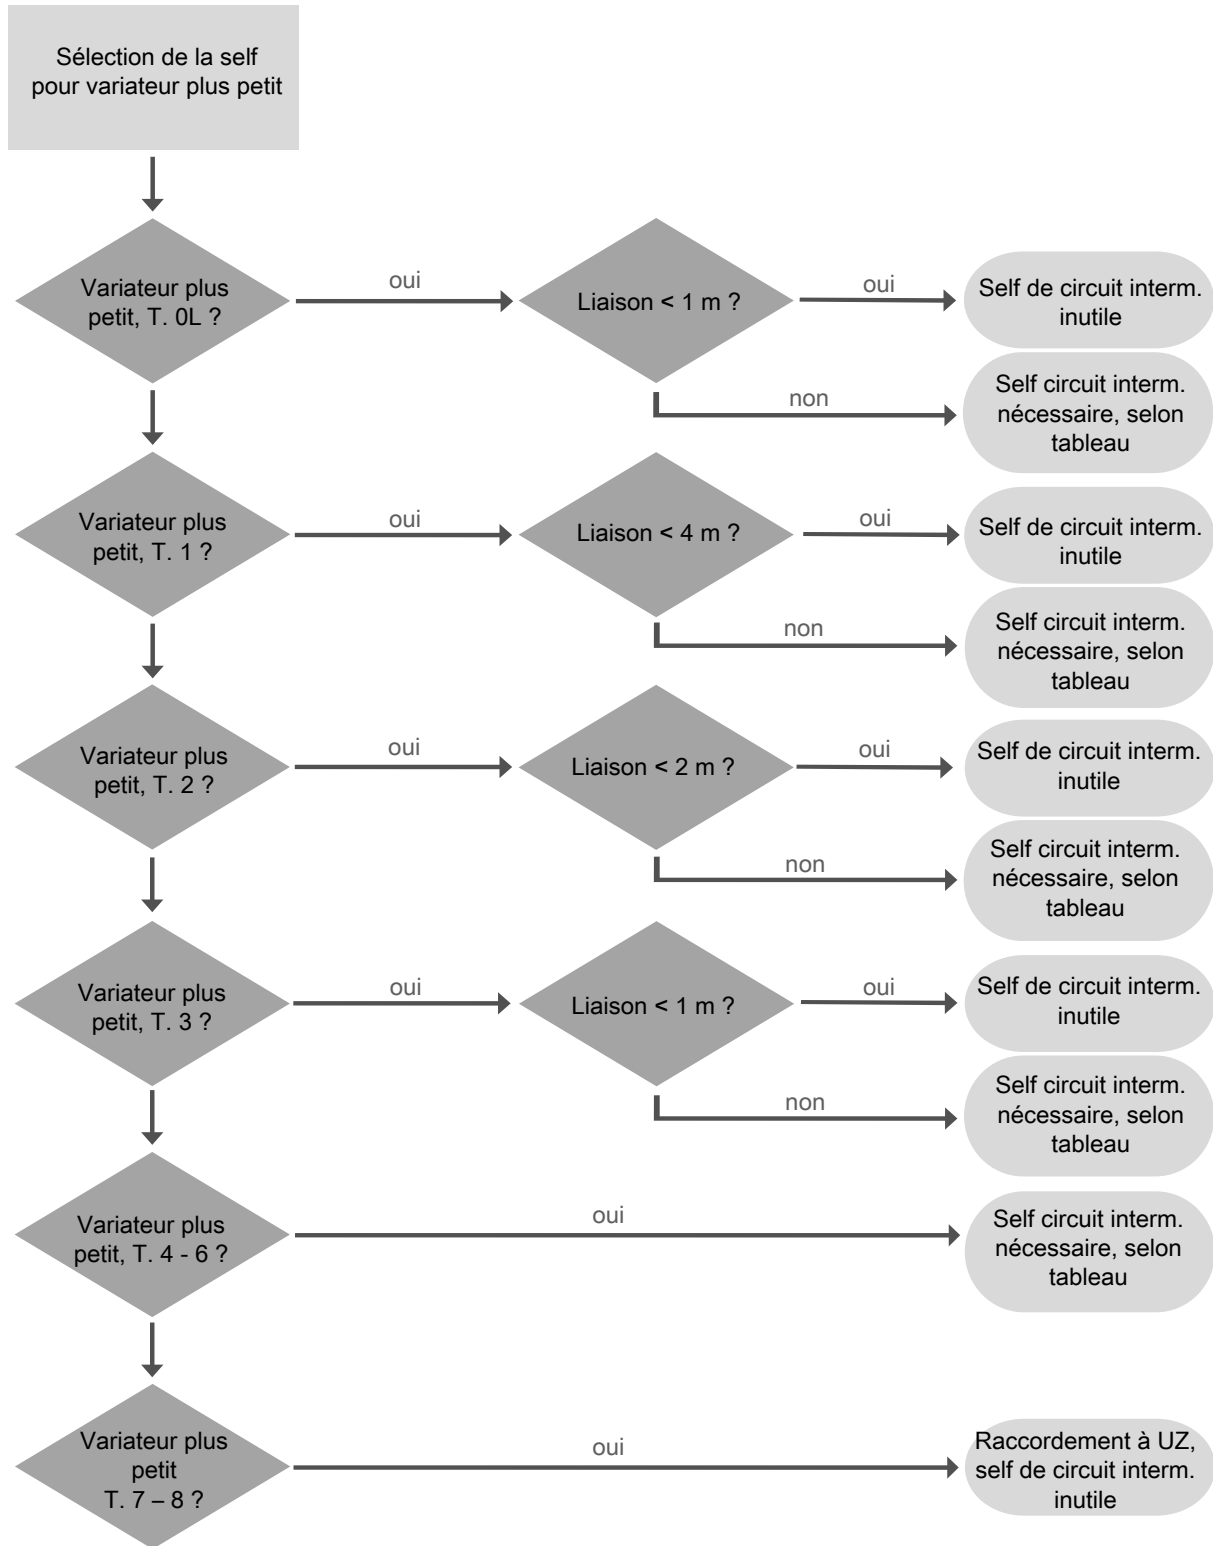 Sélection de la self
pour variateur plus petit
Variateur plus
petit, T. 0L ?
oui
Liaison < 1 m ?
oui
Self de circuit interm.
inutile
non
Self circuit interm.
nécessaire, selon
tableau
Variateur plus
petit, T. 1 ?
oui
Liaison < 4 m ?
oui
Self de circuit interm.
inutile
non
Self circuit interm.
nécessaire, selon
tableau
Variateur plus
petit, T. 2 ?
oui
Liaison < 2 m ?
oui
Self de circuit interm.
inutile
non
Self circuit interm.
nécessaire, selon
tableau
Variateur plus
petit, T. 3 ?
oui
Liaison < 1 m ?
oui
Self de circuit interm.
inutile
non
Self circuit interm.
nécessaire, selon
tableau
Variateur plus
petit, T. 4 - 6 ?
oui
Self circuit interm.
nécessaire, selon
tableau
Variateur plus
petit
T. 7 – 8 ?
oui
Raccordement à UZ,
self de circuit interm.
inutile